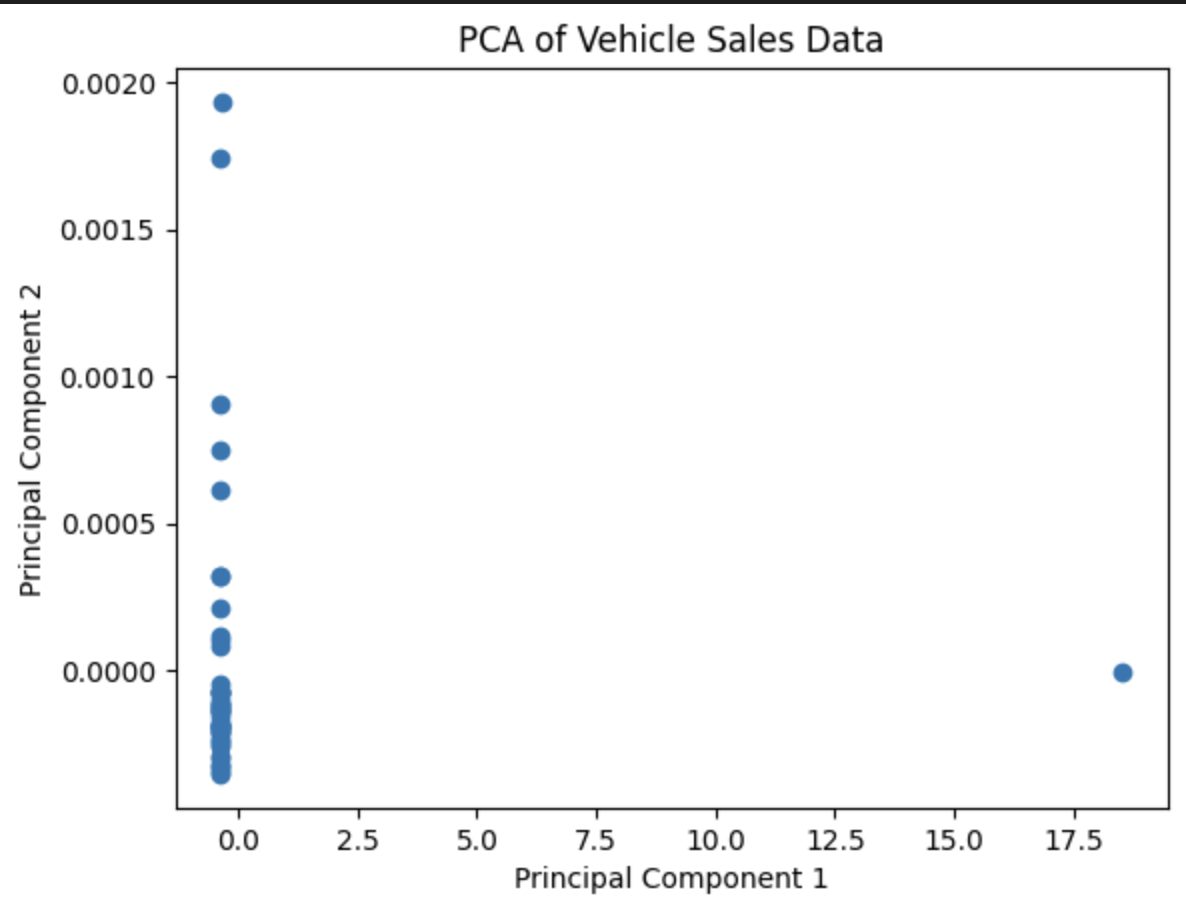 PCA of Vehicle Sales Data
0.0020
0.0015
0.0010
0.0005
0.0000
Principal Component 2
0.0 2.5 5.0 7.5 10.0 12.5 15.0 17.5
Principal Component 1